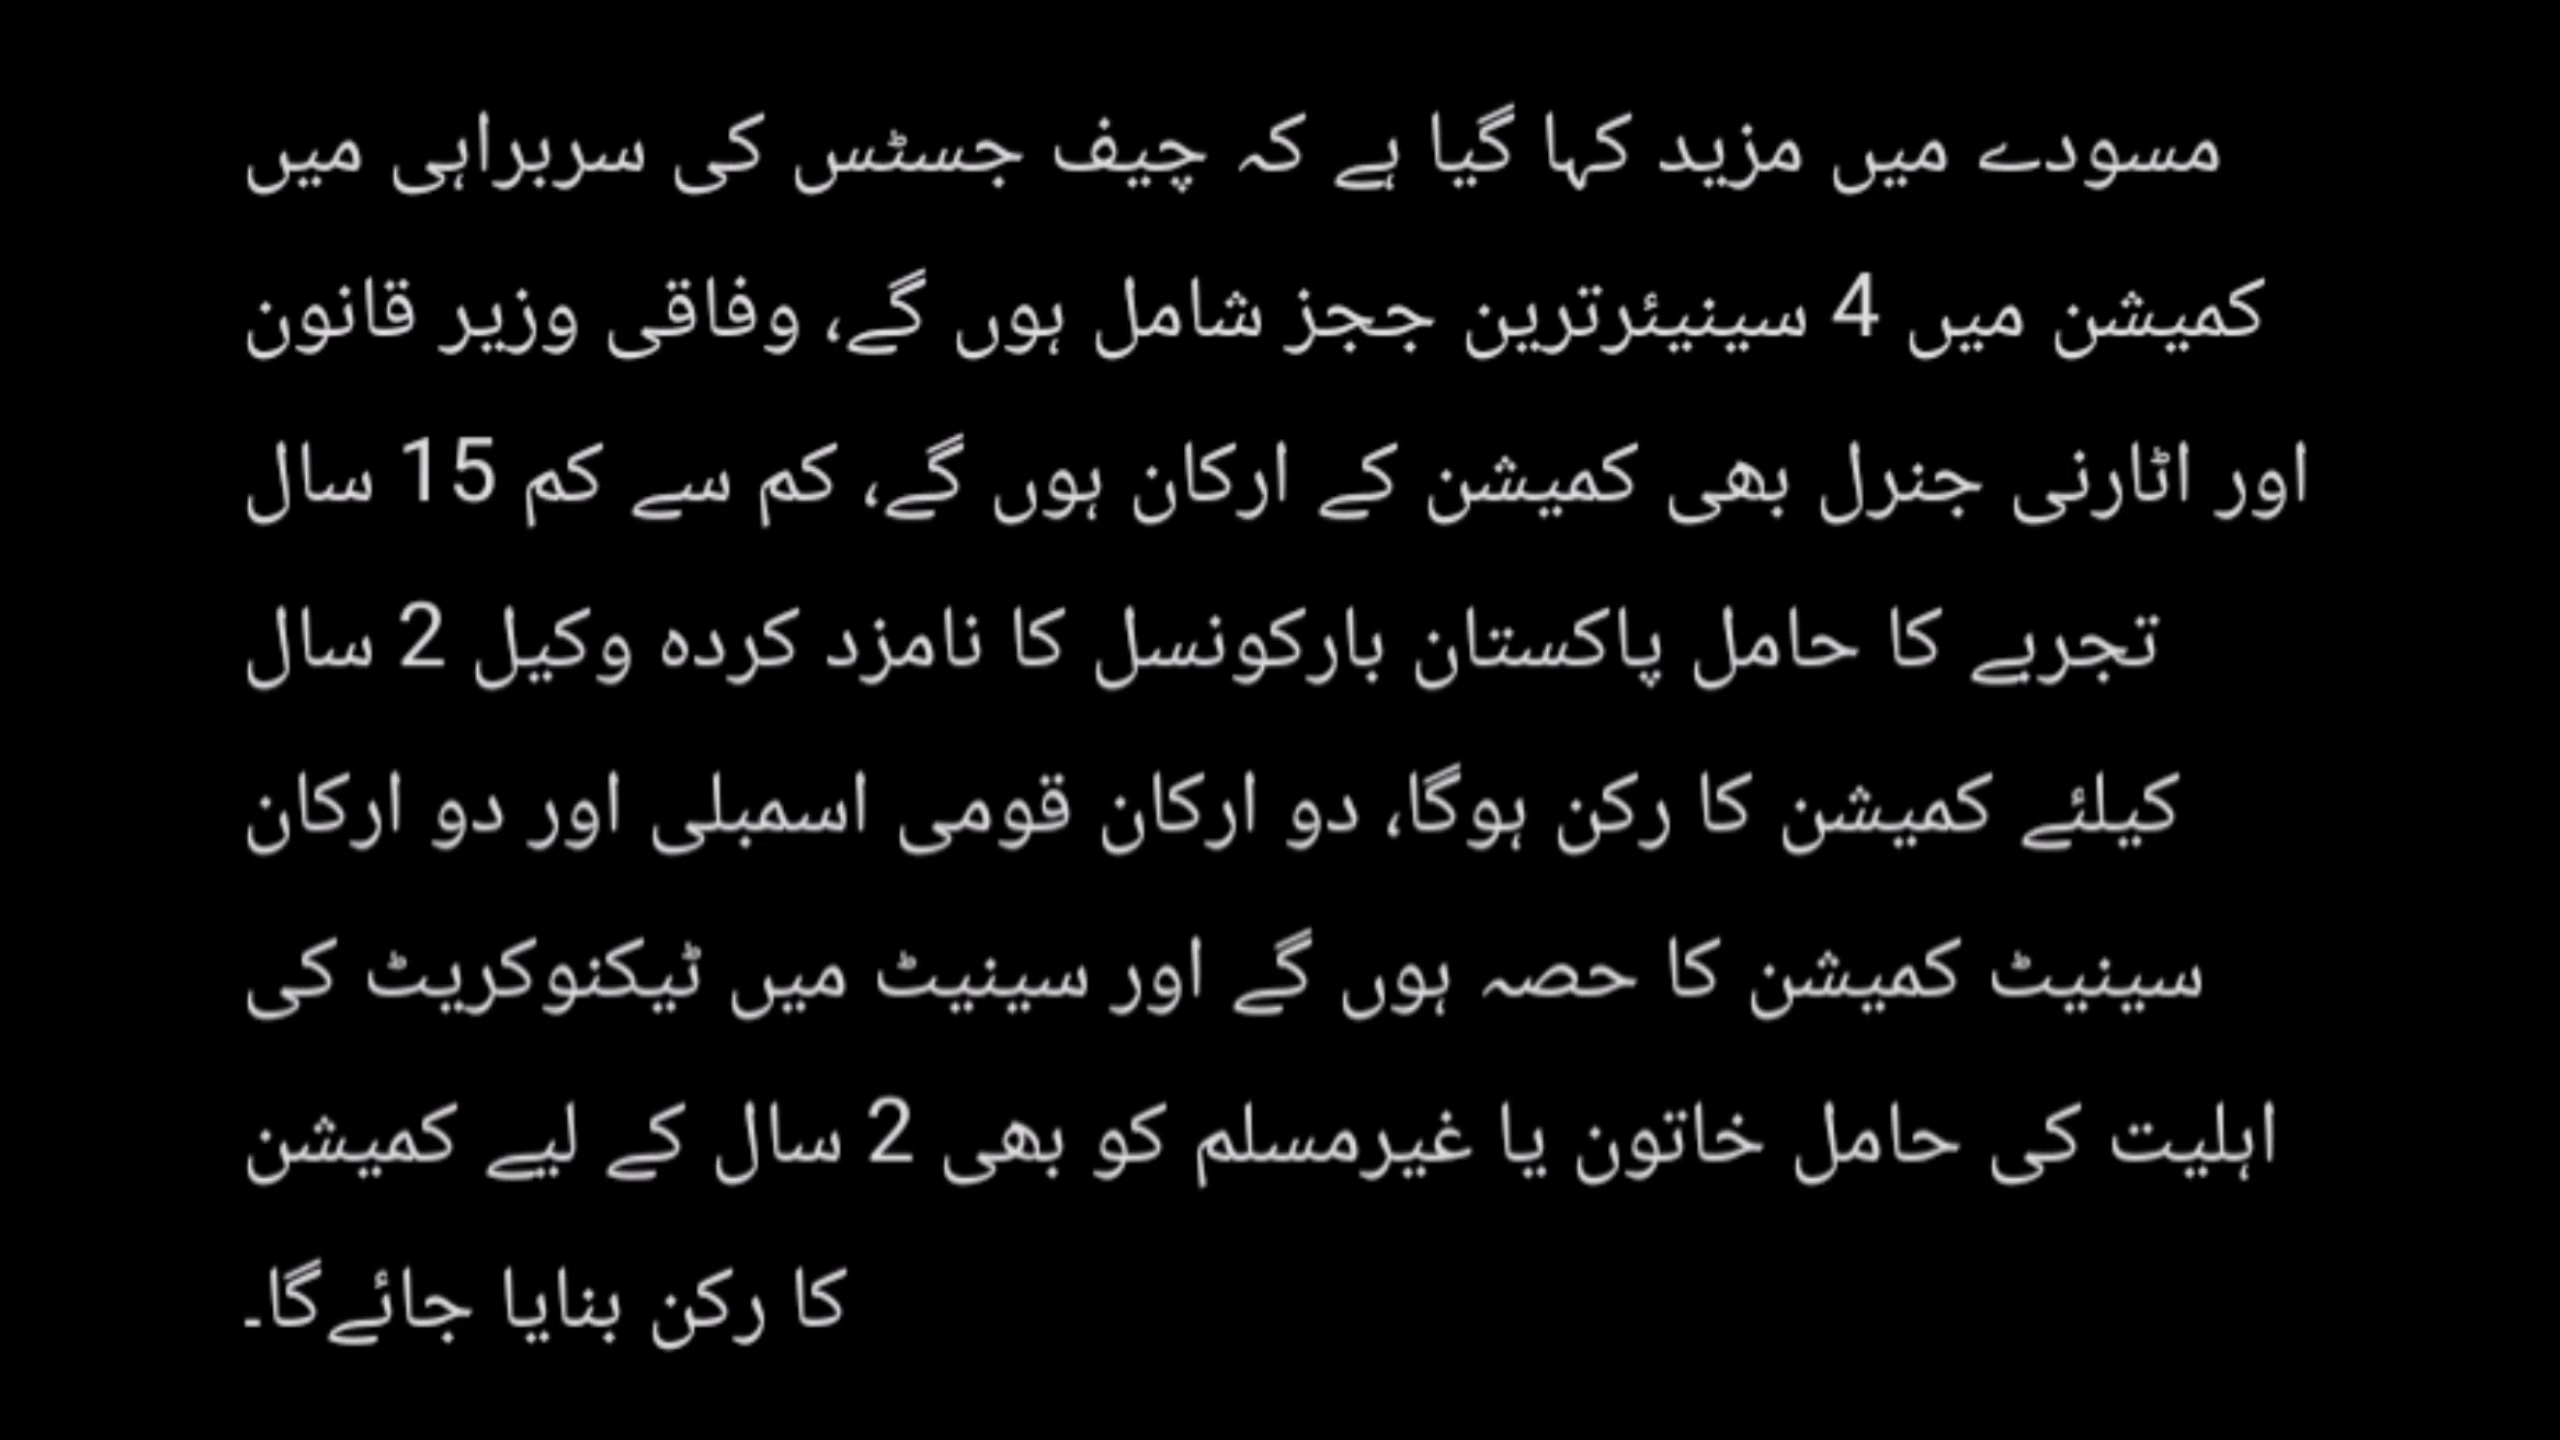 مسودے میں مزید کہا گیا ہے کہ چیف جسٹس کی سربراہی میں
کمیشن میں 4 سینیئرترین ججز شامل ہوں گے، وفاقی وزیر قانون
اور اٹارنی جنرل بھی کمیشن کے ارکان ہوں گے، کم سے کم 15 سال
تجربے کا حامل پاکستان بارکونسل کا نامزد کردہ وکیل 2 سال
کیلئے کمیشن کا رکن ہوگا، دو ارکان قومی اسمبلی اور دو ارکان
سینیٹ کمیشن کا حصہ ہوں گے اور سینیٹ میں ٹیکنوکریٹ کی
اہلیت کی حامل خاتون یا غیرمسلم کو بھی 2 سال کے لیے کمیشن
کا رکن بنایا جائےگا۔